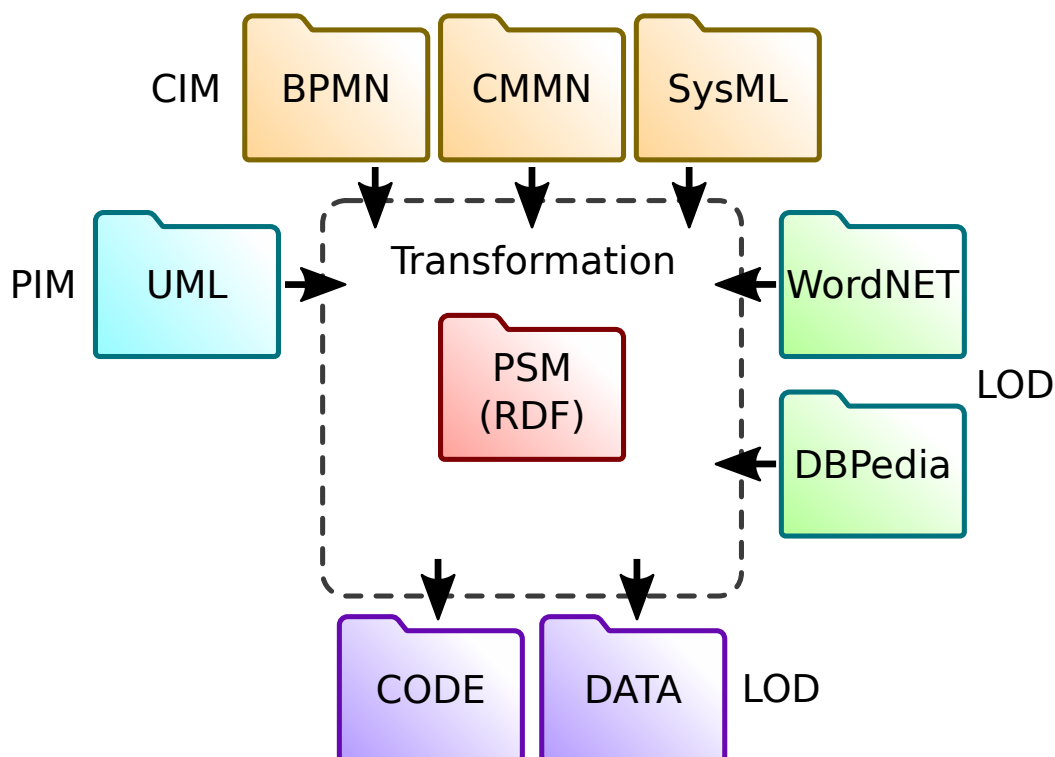 CIM
BPMN
CMMN
SysML
PIM
UML
Transformation
WordNET
PSM
(RDF)
LOD
DBPedia
CODE
DATA
LOD